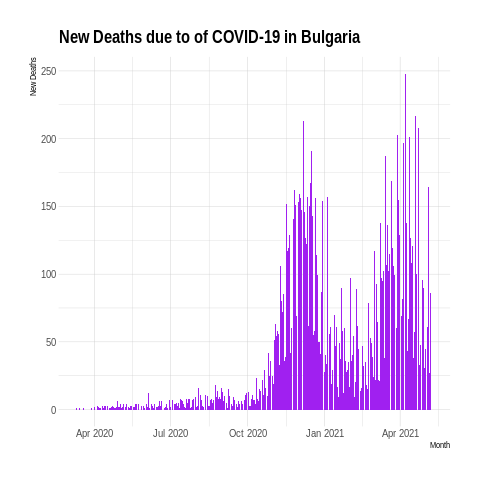 New Deaths due to of COVID-19 in Bulgaria
New Deaths
250
200
150
100
50
0
Apr 2020 Jul 2020 Oct 2020 Jan 2021 Apr 2021
Month